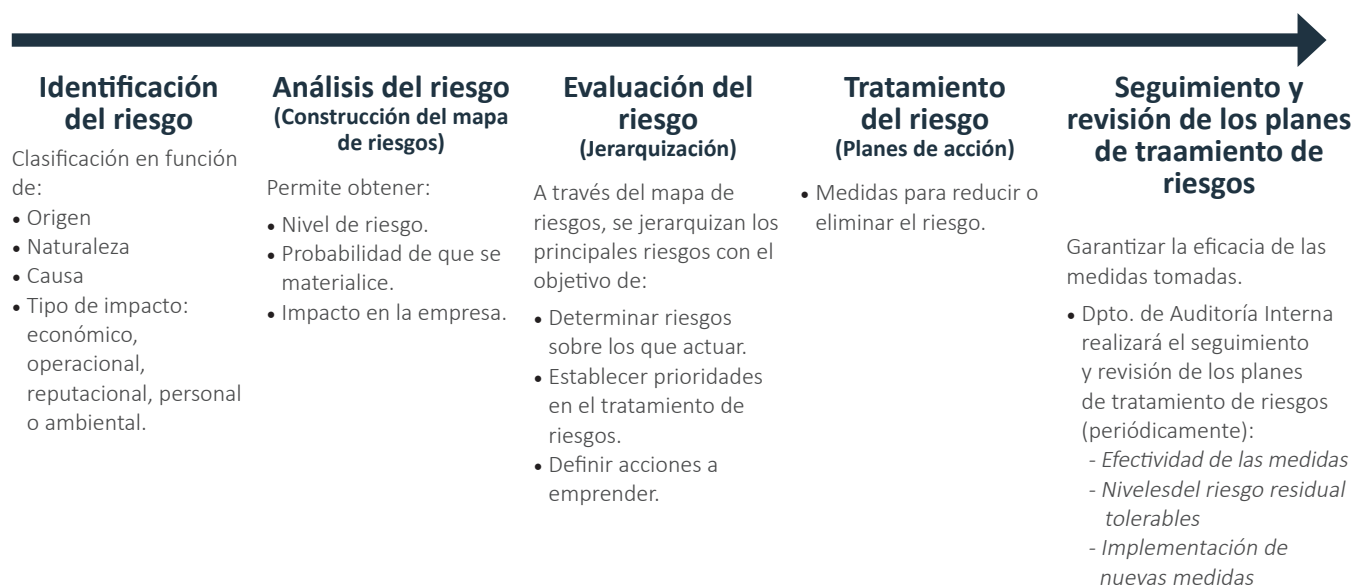 Identificación
del riesgo
Clasificación en función
de:
• Origen
• Naturaleza
• Causa
• Tipo de impacto:
económico,
operacional,
reputacional, personal
o ambiental.
Análisis del riesgo
(Construcción del mapa
de riesgos)
Permite obtener:
• Nivel de riesgo.
• Probabilidad de que se
materialice.
• Impacto en la empresa.
Evaluación del
riesgo
(Jerarquización)
A través del mapa de
riesgos, se jerarquizan los
principales riesgos con el
objetivo de:
• Determinar riesgos
sobre los que actuar.
• Establecer prioridades
en el tratamiento de
riesgos.
• Definir acciones a
emprender.
Tratamiento
del riesgo
(Planes de acción)
• Medidas para reducir o
eliminar el riesgo.
Seguimiento y
revisión de los planes
de traamiento de
riesgos
Garantizar la eficacia de las
medidas tomadas.
• Dpto. de Auditoría Interna
realizará el seguimiento
y revisión de los planes
de tratamiento de riesgos
(periódicamente):
- Efectividad de las medidas
- Nivelesdel riesgo residual
tolerables
- Implementación de
nuevas medidas